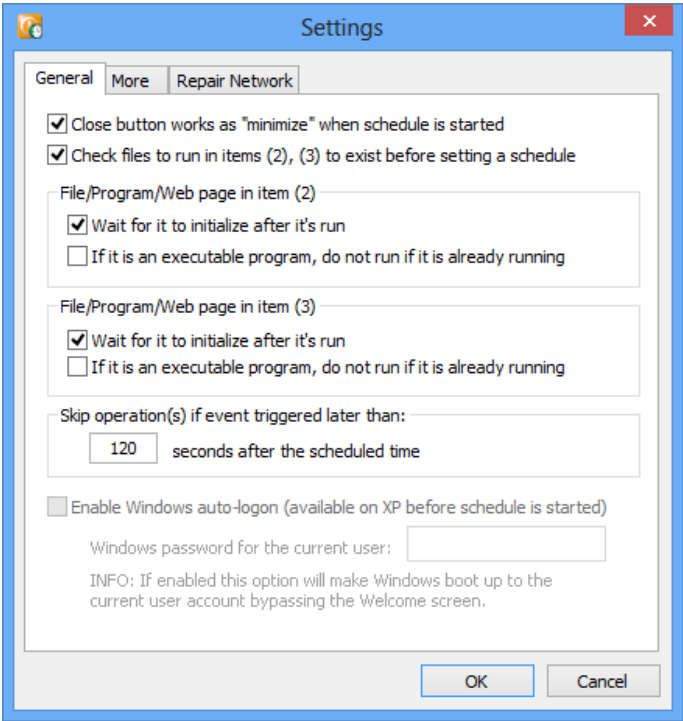 Settings
General More Repair Network
Close button works as "minimize" when schedule is started
Check files to run in items (2), (3) to exist before setting a schedule
File/Program/Web page in item (2)
Wait for it to initialize after it's run
If it is an executable program, do not run if it is already running
File/Program/Web page in item (3)
Wait for it to initialize after it's run
If it is an executable program, do not run if it is already running
Skip operation(s) if event triggered later than:
120 seconds after the scheduled time
Enable Windows auto-logon (available on XP before schedule is started)
Windows password for the current user:
INFO: If enabled this option will make Windows boot up to the
current user account bypassing the Welcome screen.
OK Cancel